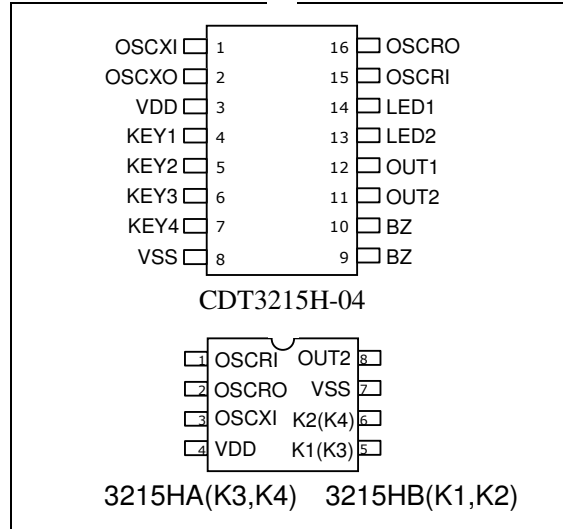 OSCXI 1 16 OSCRO
OSCXO 2 15 OSCRI
VDD 3 14 LED1
KEY1 4 13 LED2
KEY2 5 12 OUT1
KEY3 6 11 OUT2
KEY4 7 10 BZ
VSS 8 9 BZ
CDT3215H-04
1 OSCRI OUT2 8
2 OSCRO VSS 7
3 OSCXI K2(K4) 6
4 VDD K1(K3) 5
3215HA(K3,K4) 3215HB(K1,K2)